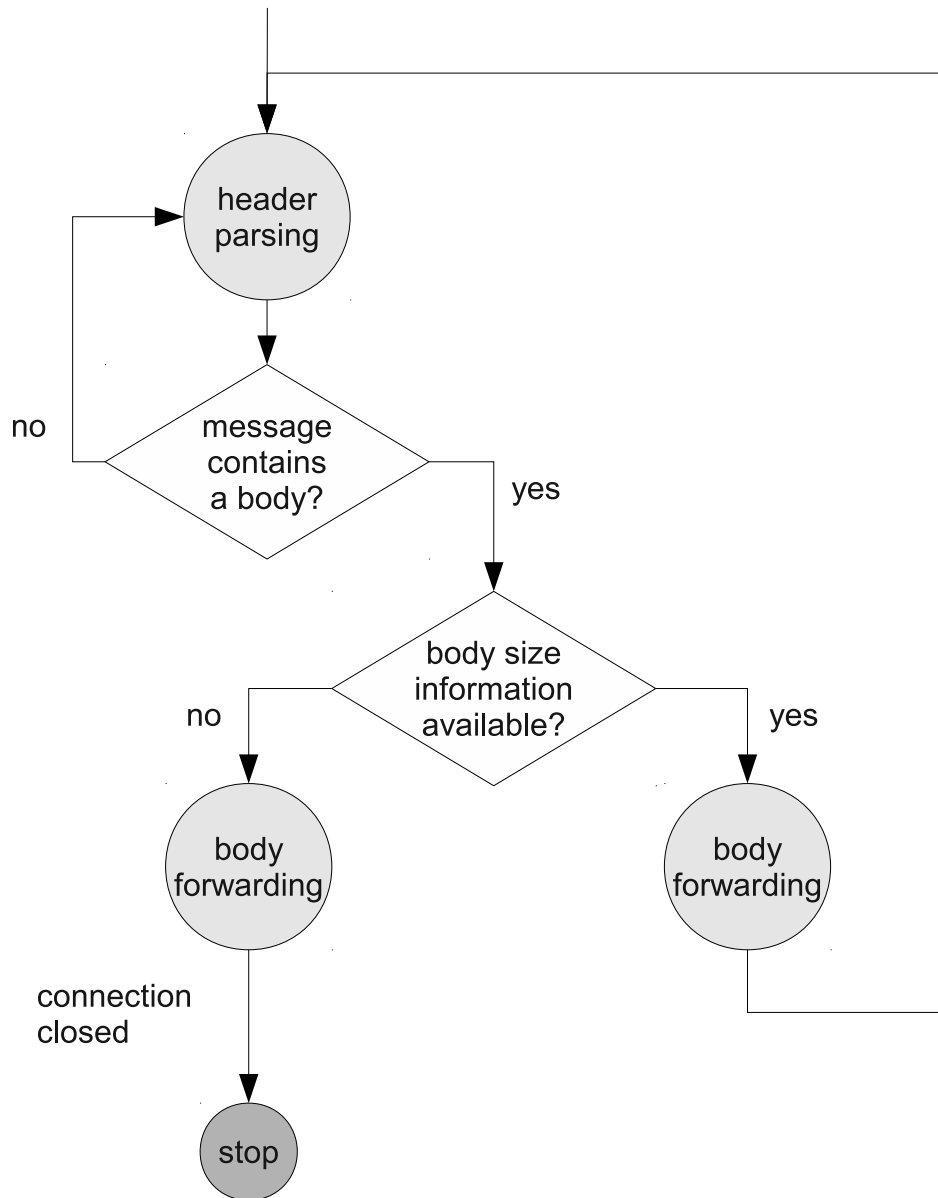 header
parsing
no
message
contains
a body?
yes
body size
information
available?
no
yes
body
forwarding
body
forwarding
connection
closed
stop